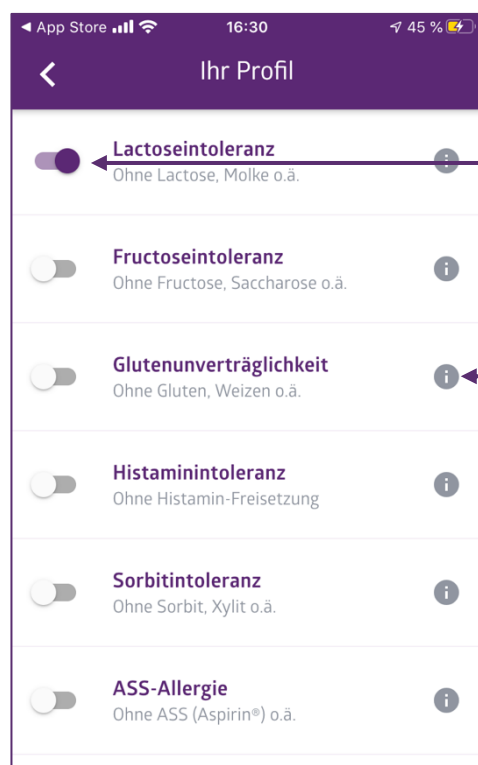 ◀ App Store 16:30 45 %
Ihr Profil
Lactoseintoleranz
Ohne Lactose, Molke o.ä.
Fructoseintoleranz
Ohne Fructose, Saccharose o.ä.
Glutenunverträglichkeit
Ohne Gluten, Weizen o.ä.
Histaminintoleranz
Ohne Histamin-Freisetzung
Sorbitintoleranz
Ohne Sorbit, Xylit o.ä.
ASS-Allergie
Ohne ASS (Aspirin®) o.ä.